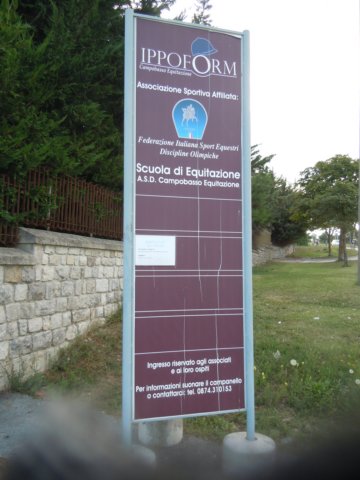 IPPOFORM
Campobasso Equitazione
Associazione Sportiva Affiliata:
Federazione Italiana Sport Equestri
Discipline Olimpiche
Scuola di Equitazione
A.S.D. Campobasso Equitazione
Ingresso riservato agli associati
e ai loro ospiti
Per informazioni suonare il campanello
o contattarci: tel. 0874.310153